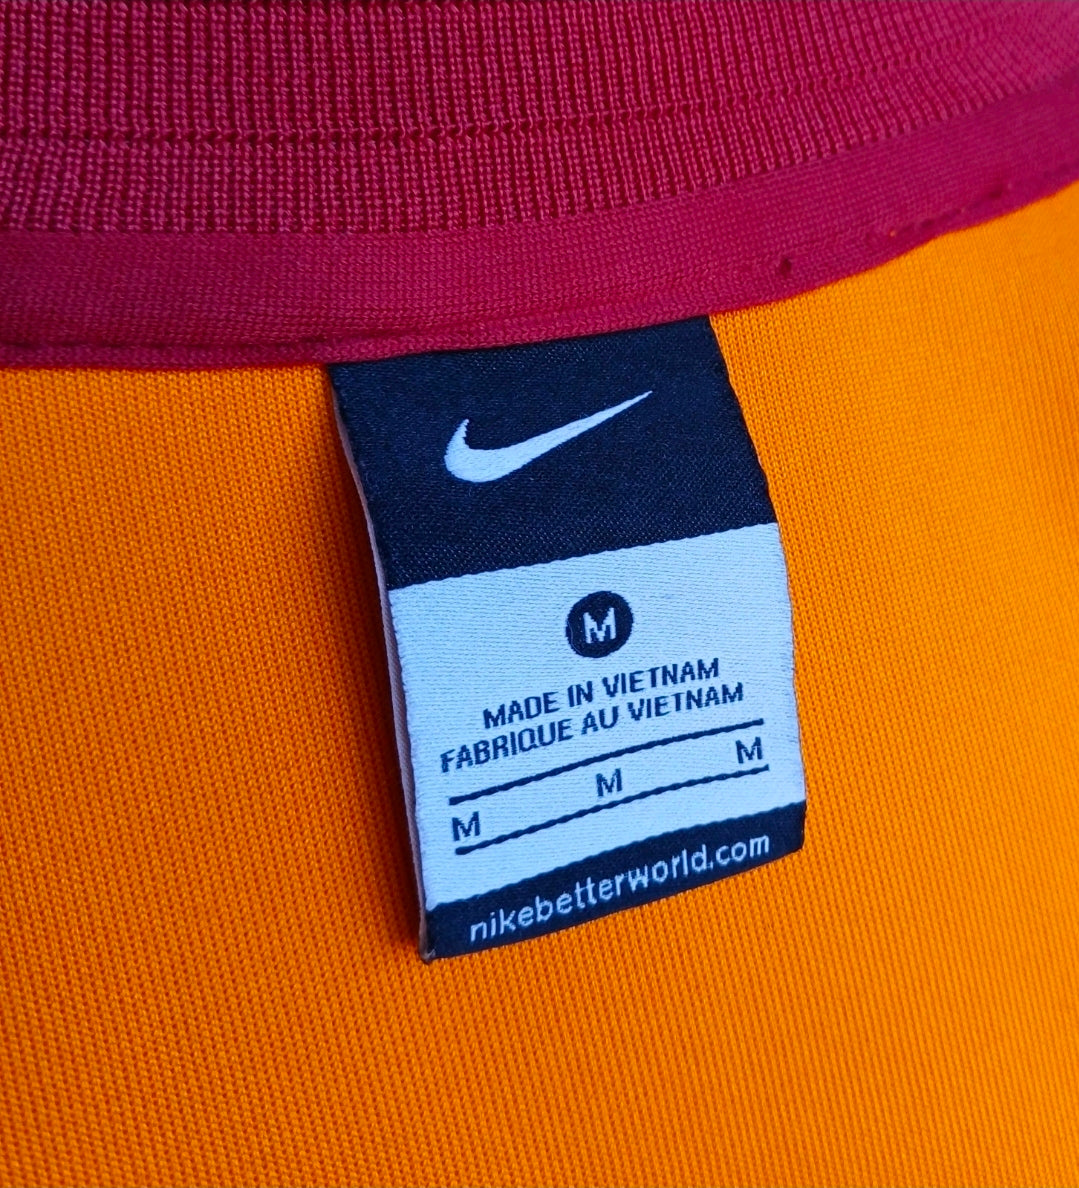 M
MADE IN VIETNAM
FABRIQUE AU VIETNAM
M M M
nikebetterworld.com